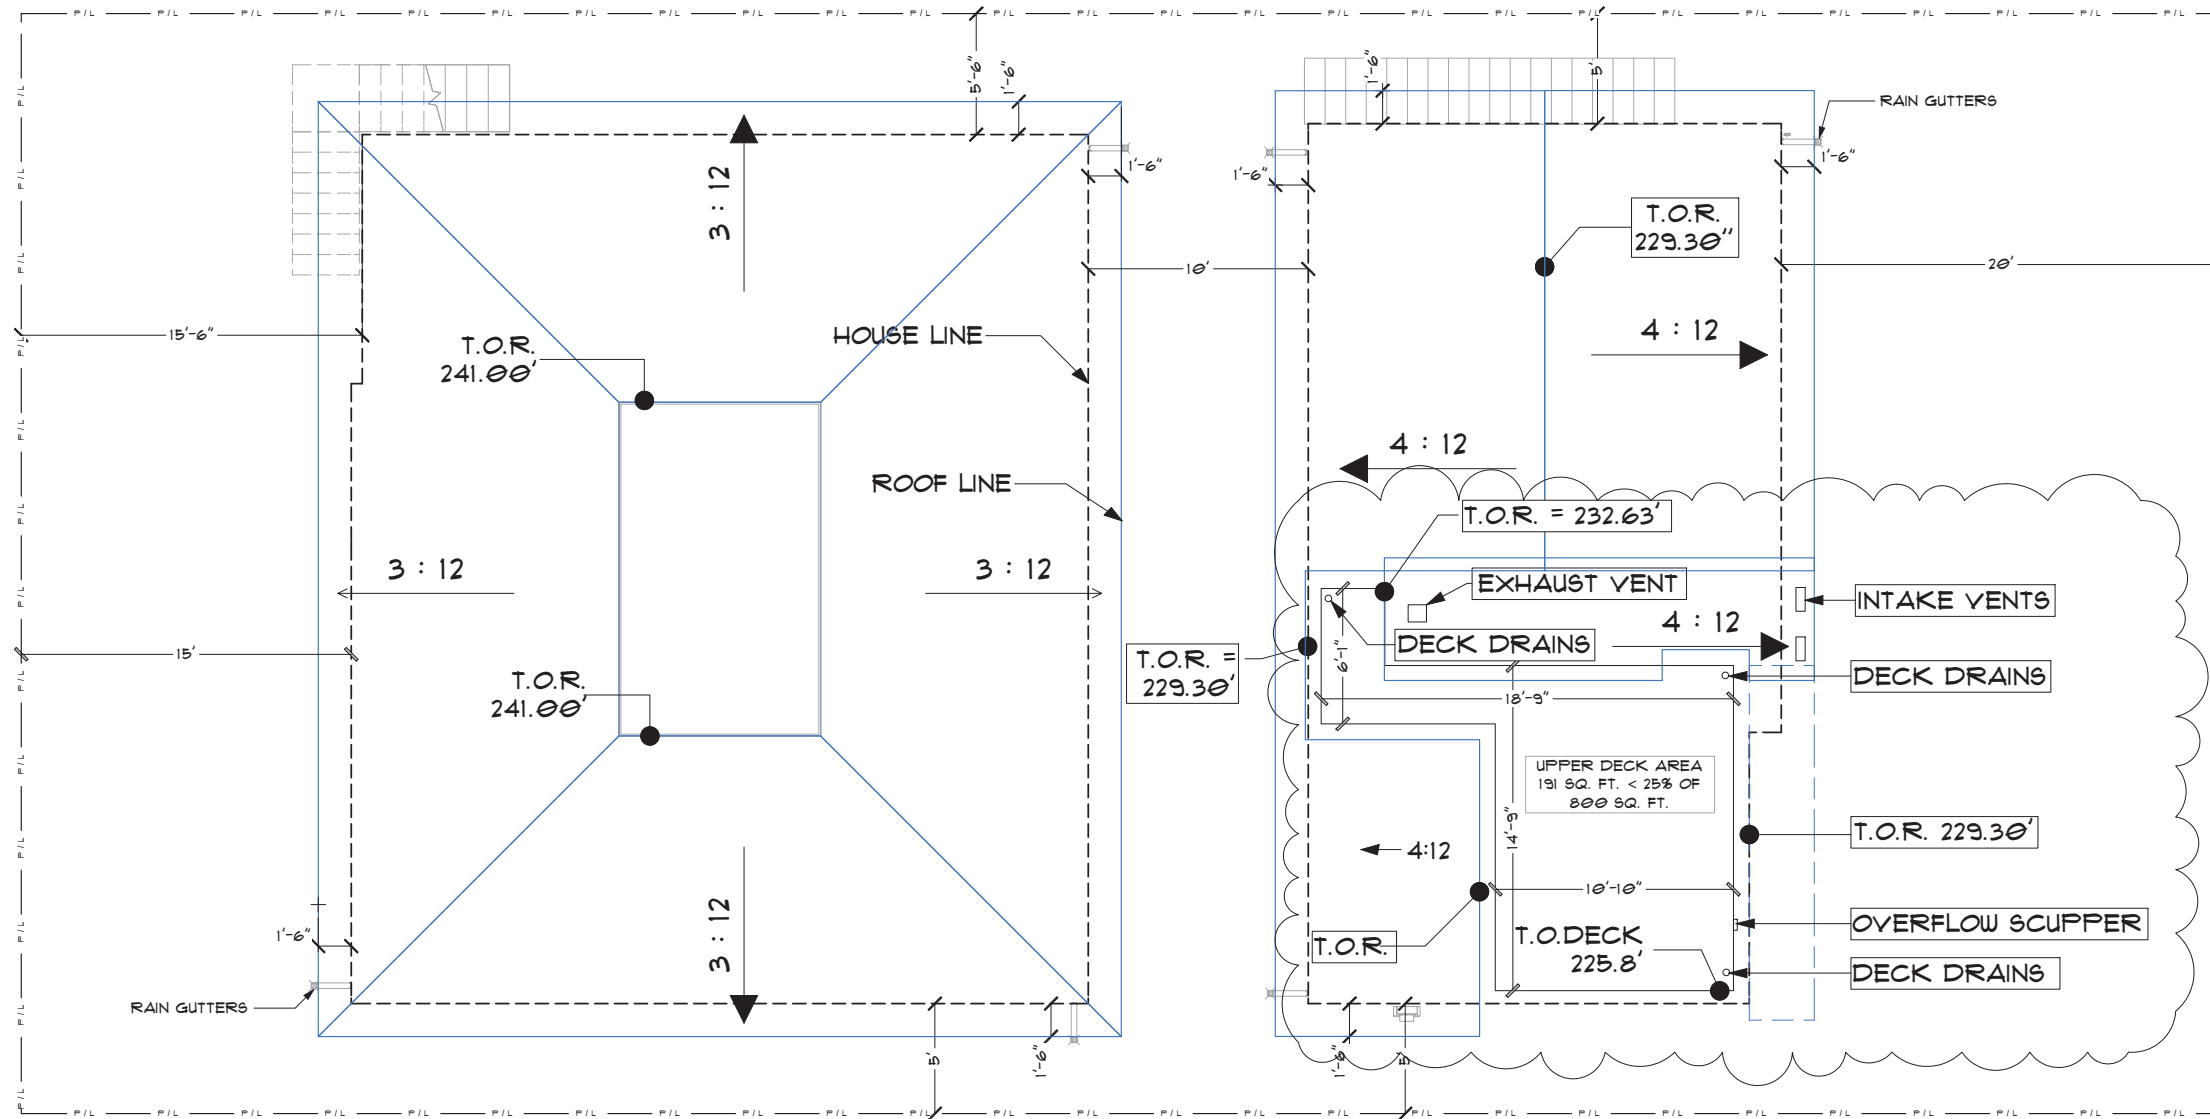 P/L P/L P/L P/L P/L P/L P/L P/L P/L P/L P/L P/L P/L P/L P/L P/L P/L P/L P/L P/L P/L P/L P/L P/L P/L P/L
5'-6"
1'-6"
1'-6"
5'
RAIN GUTTERS
3 : 12
1'-6"
1'-6"
1'-6"
T.O.R.
229.30"
10'
20'
15'-6"
HOUSE LINE
4 : 12
T.O.R.
241.00'
4 : 12
ROOF LINE
T.O.R. = 232.63'
3 : 12
3 : 12
EXHAUST VENT
INTAKE VENTS
4 : 12
DECK DRAINS
15'
T.O.R. =
229.30'
6'-1"
DECK DRAINS
T.O.R.
241.00'
18'-9"
UPPER DECK AREA
191 SQ. FT. < 25% OF
800 SQ. FT.
14'-9"
T.O.R. 229.30'
4:12
10'-10"
3 : 12
1'-6"
T.O.R.
T.O.DECK
225.8'
OVERFLOW SCUPPER
DECK DRAINS
RAIN GUTTERS
5'
1'-6"
1'-6"
5'
P/L P/L P/L P/L P/L P/L P/L P/L P/L P/L P/L P/L P/L P/L P/L P/L P/L P/L P/L P/L P/L P/L P/L P/L P/L P/L
P/L
P/L
P/L
P/L
P/L
P/L
P/L
P/L
P/L
P/L
P/L
P/L